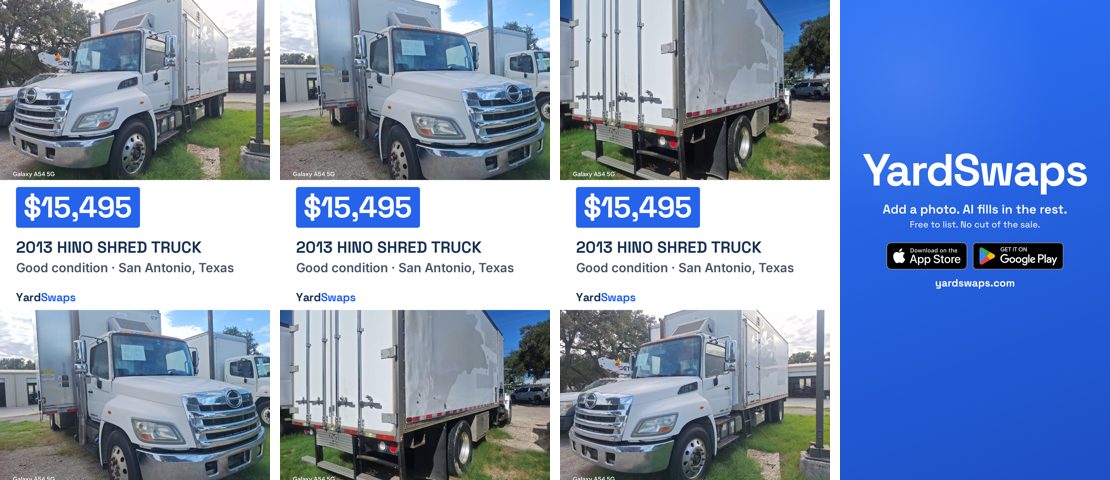 Galaxy A54 5G
$15,495
2013 HINO SHRED TRUCK
Good condition · San Antonio, Texas
YardSwaps
Galaxy A54 5G
$15,495
2013 HINO SHRED TRUCK
Good condition · San Antonio, Texas
YardSwaps
Galaxy A54 5G
$15,495
2013 HINO SHRED TRUCK
Good condition · San Antonio, Texas
YardSwaps
YardSwaps
Add a photo. AI fills in the rest.
Free to list. No cut of the sale.
Download on the
App Store
GET IT ON
Google Play
yardswaps.com